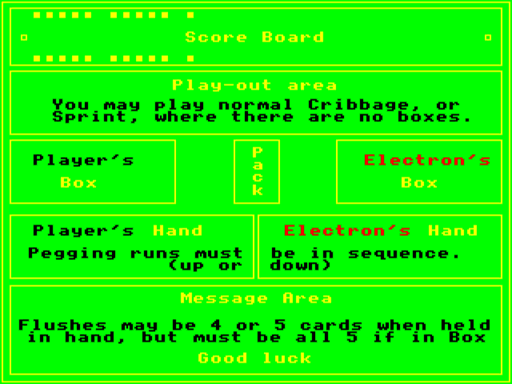 Score Board
Play-out area
You may play normal Cribbage, or
Sprint, where there are no boxes.
Player's
Box
Pack
Electron's
Box
Player's Hand
Electron's Hand
Pegging runs must be in sequence.
(up or down)
Message Area
Flushes may be 4 or 5 cards when held
in hand, but must be all 5 if in Box
Good luck